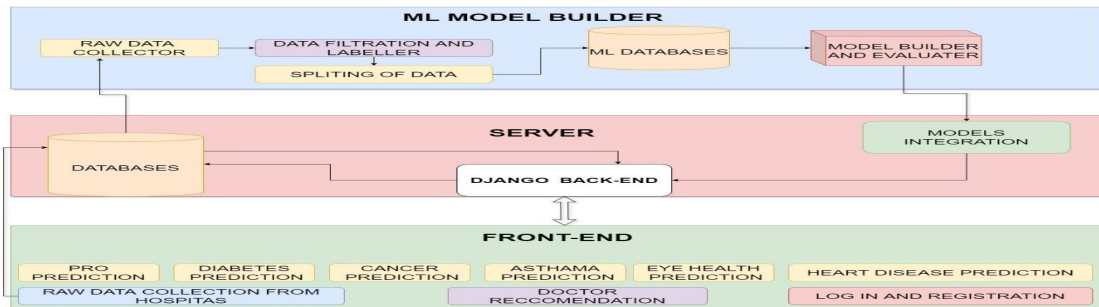 ML MODEL BUILDER
RAW DATA
COLLECTOR
DATA FILTRATION AND
LABELLER
SPLITING OF DATA
ML DATABASES
MODEL BUILDER
AND EVALUATER
SERVER
DATABASES
DJANGO BACK-END
MODELS
INTEGRATION
FRONT-END
PRO
PREDICTION
DIABETES
PREDICTION
CANCER
PREDICTION
ASTHAMA
PREDICTION
EYE HEALTH
PREDICTION
HEART DISEASE PREDICTION
RAW DATA COLLECTION FROM
HOSPITAS
DOCTOR
RECCOMENDATION
LOG IN AND REGISTRATION